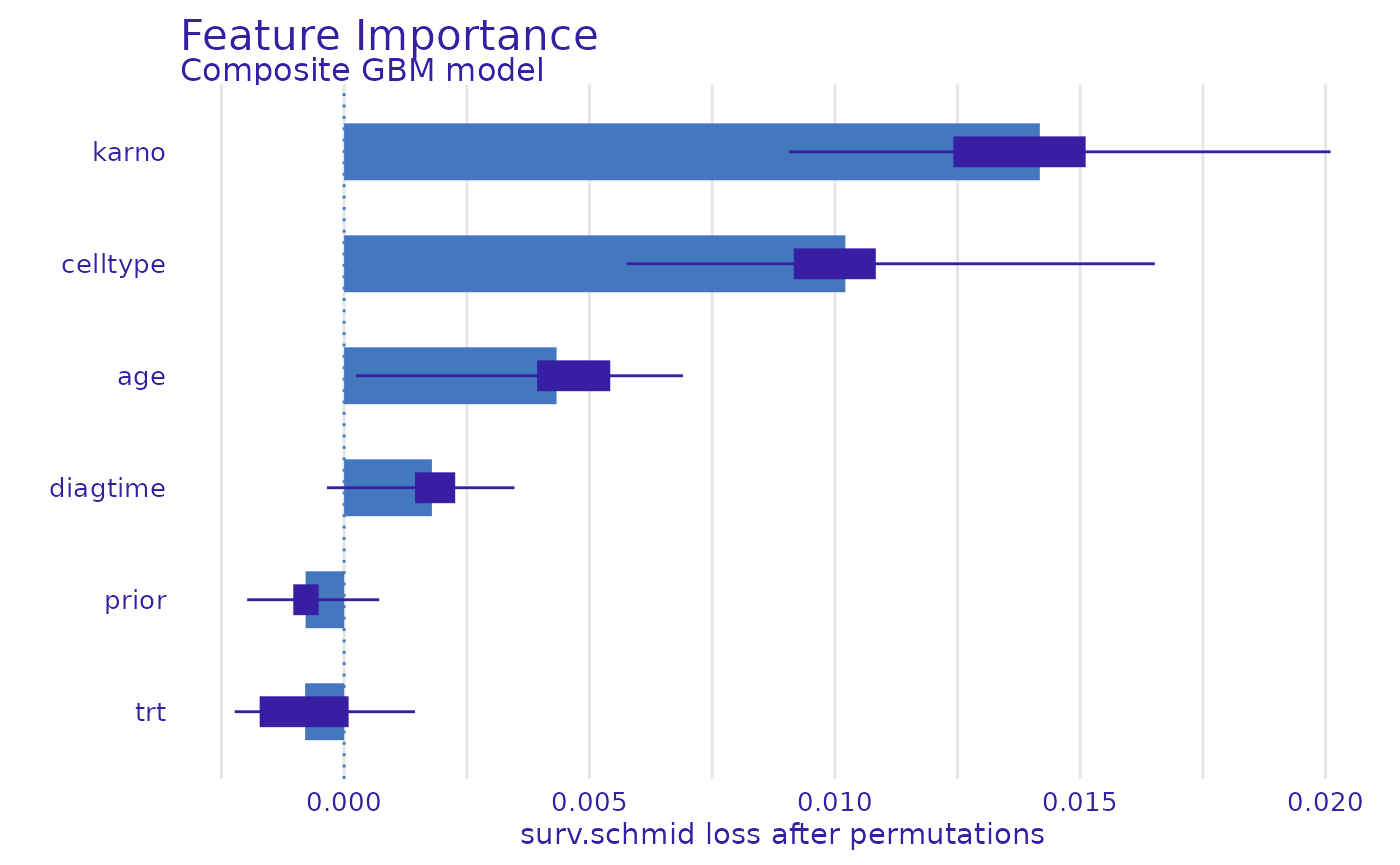 Feature Importance
Composite GBM model
karno
celltype
age
diagtime
prior
trt
0.000 0.005 0.010 0.015 0.020
surv.schmid loss after permutations